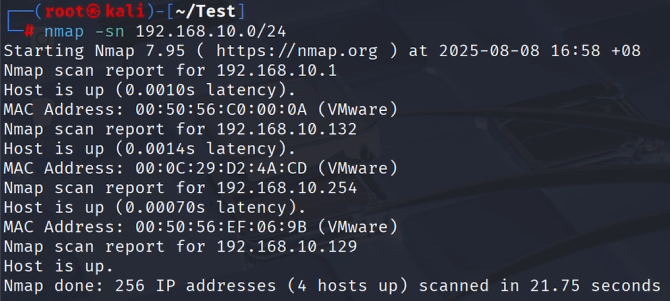 ┌──(root㉿kali)-[~/Test]
└─# nmap -sn 192.168.10.0/24
Starting Nmap 7.95 ( https://nmap.org ) at 2025-08-08 16:58 +08
Nmap scan report for 192.168.10.1
Host is up (0.0010s latency).
MAC Address: 00:50:56:C0:00:0A (VMware)
Nmap scan report for 192.168.10.132
Host is up (0.0014s latency).
MAC Address: 00:0C:29:D2:4A:CD (VMware)
Nmap scan report for 192.168.10.254
Host is up (0.00070s latency).
MAC Address: 00:50:56:EF:06:9B (VMware)
Nmap scan report for 192.168.10.129
Host is up.
Nmap done: 256 IP addresses (4 hosts up) scanned in 21.75 seconds